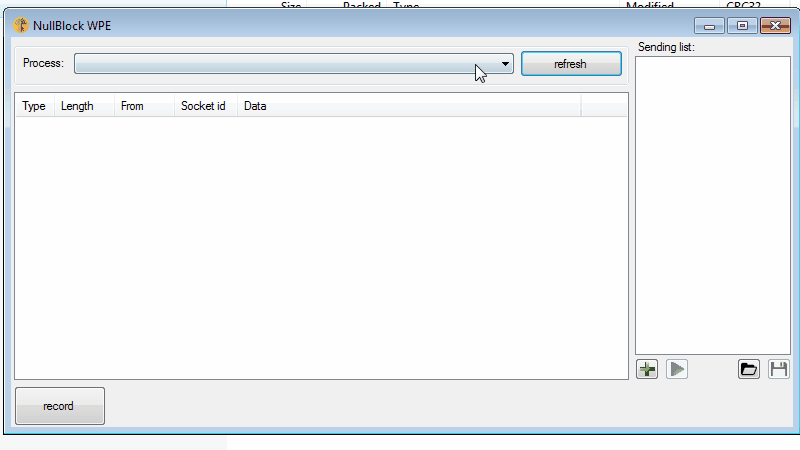 Size Packed Type Modified CRC32
NullBlock WPE
Process:
refresh
Sending list:
Type Length From Socket id Data
record